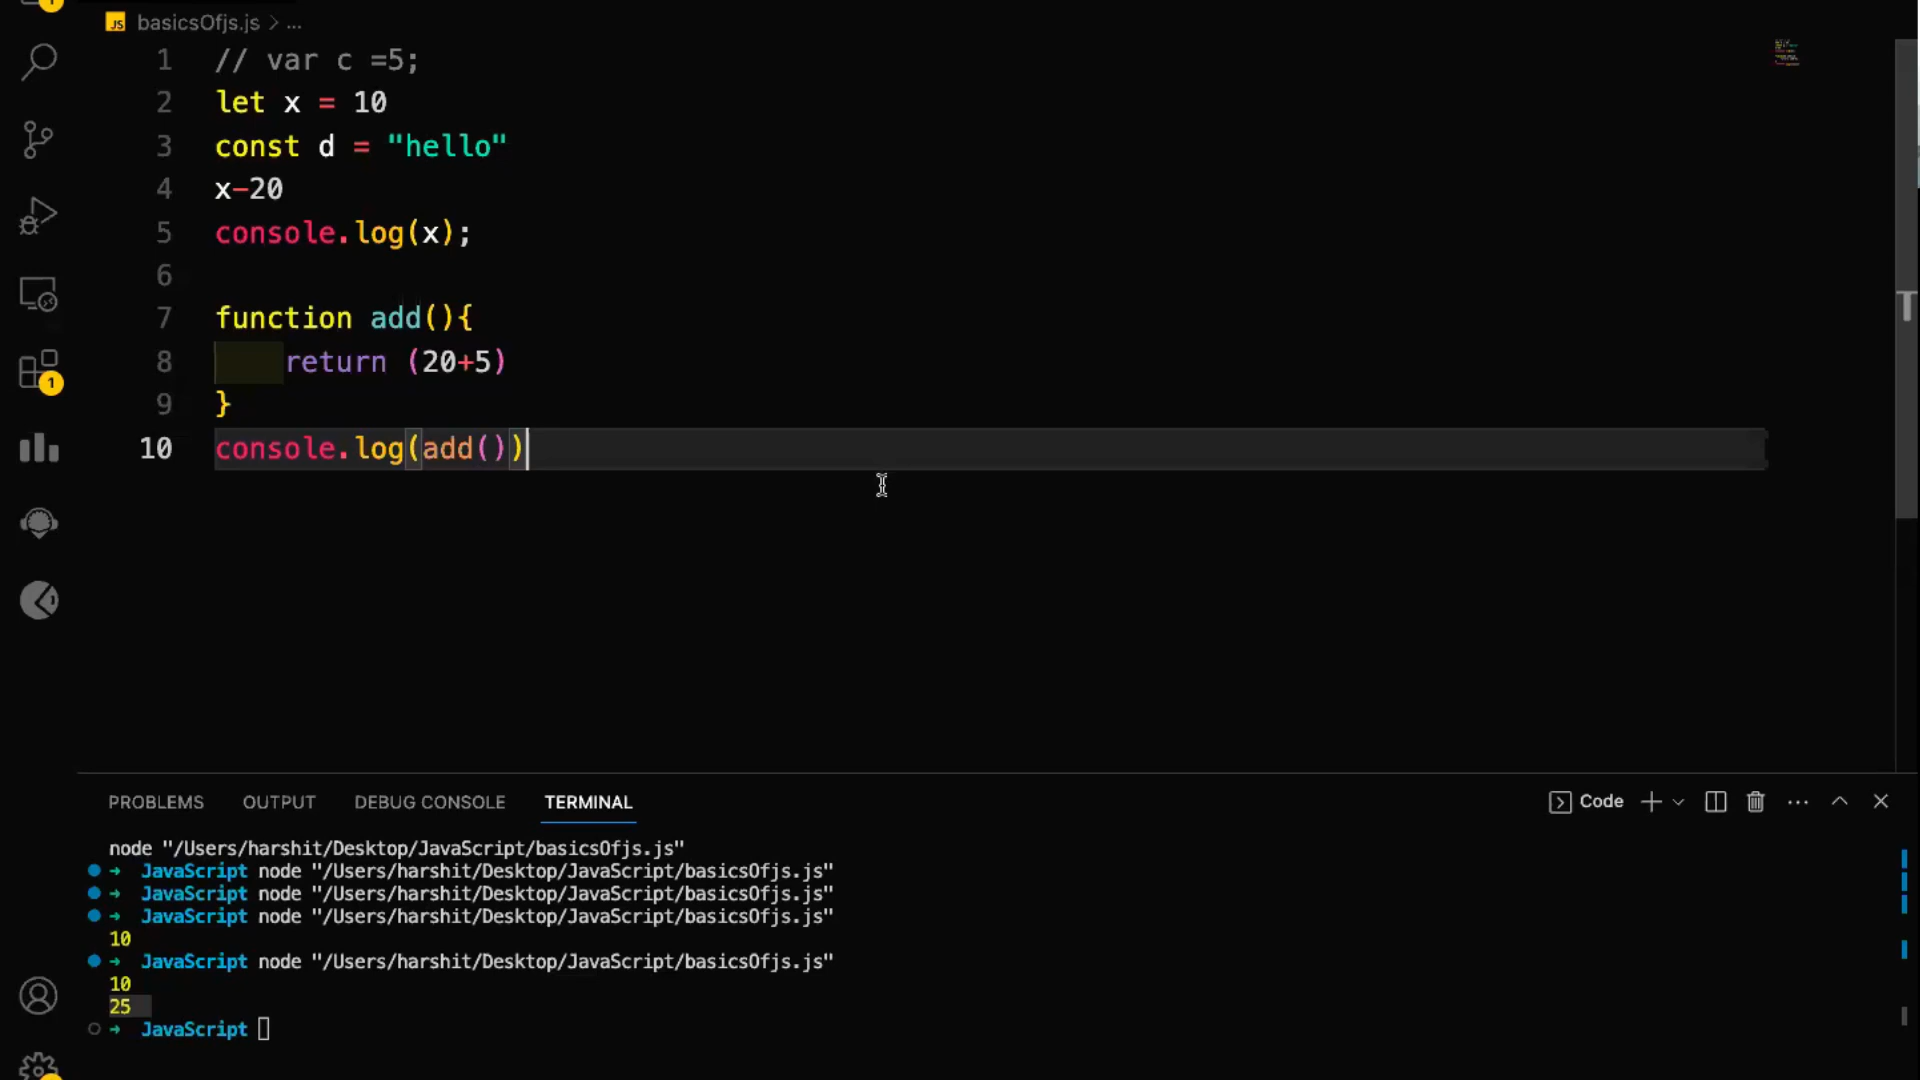 JS basicsOfjs.js > ...
1 // var c =5;
2 let x = 10
3 const d = "hello"
4 x-20
5 console.log(x);
6
7 function add(){
8 return (20+5)
9 }
10 console.log(add())
T
1
PROBLEMS OUTPUT DEBUG CONSOLE TERMINAL Code
node "/Users/harshit/Desktop/JavaScript/basicsOfjs.js"
➜ JavaScript node "/Users/harshit/Desktop/JavaScript/basicsOfjs.js"
➜ JavaScript node "/Users/harshit/Desktop/JavaScript/basicsOfjs.js"
➜ JavaScript node "/Users/harshit/Desktop/JavaScript/basicsOfjs.js"
10
➜ JavaScript node "/Users/harshit/Desktop/JavaScript/basicsOfjs.js"
10
25
➜ JavaScript